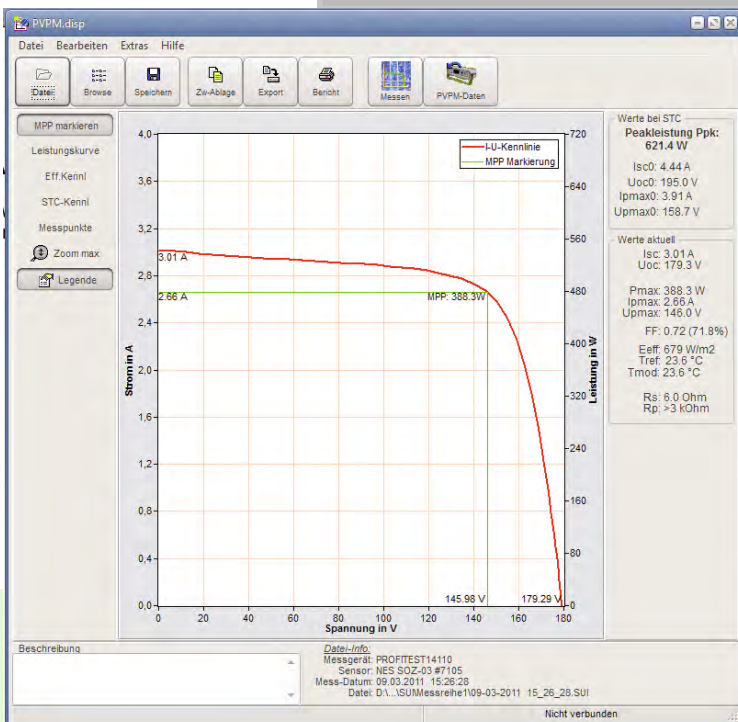 PVPM.disp
Datei Bearbeiten Extras Hilfe
Datei Browse Speichern Zw-Ablage Export Bericht Messen PVPM-Daten
MPP markieren
Leistungskurve
Eff.Kennl
STC-Kennl
Messpunkte
Zoom max
Legende
I-U-Kennlinie
MPP Markierung
Strom in A
4,0
3,6
3,2
2,8
2,4
2,0
1,6
1,2
0,8
0,4
0,0
3.01 A
2.66 A
MPP: 388.3W
145.98 V 179.29 V
0 20 40 60 80 100 120 140 160 180
Spannung in V
720
640
560
480
400
320
240
160
80
0
Leistung in W
Werte bei STC
Peakleistung Ppk:
621.4 W
Isc0: 4.44 A
Uoc0: 195.0 V
Ipmax0: 3.91 A
Upmax0: 158.7 V
Werte aktuell
Isc: 3.01 A
Uoc: 179.3 V
Pmax: 388.3 W
Ipmax: 2.66 A
Upmax: 146.0 V
FF: 0.72 (71.8%)
Eeff: 679 W/m2
Tref: 23.6 °C
Tmod: 23.6 °C
Rs: 6.0 Ohm
Rp: >3 kOhm
Beschreibung
Datei-Info:
Messgerät: PROFITEST14110
Sensor: NES SOZ-03 #7105
Mess-Datum: 09.03.2011 15:26:28
Datei: D:\...\SUI\Messreihe1\09-03-2011 15_26_28.SUI
Nicht verbunden